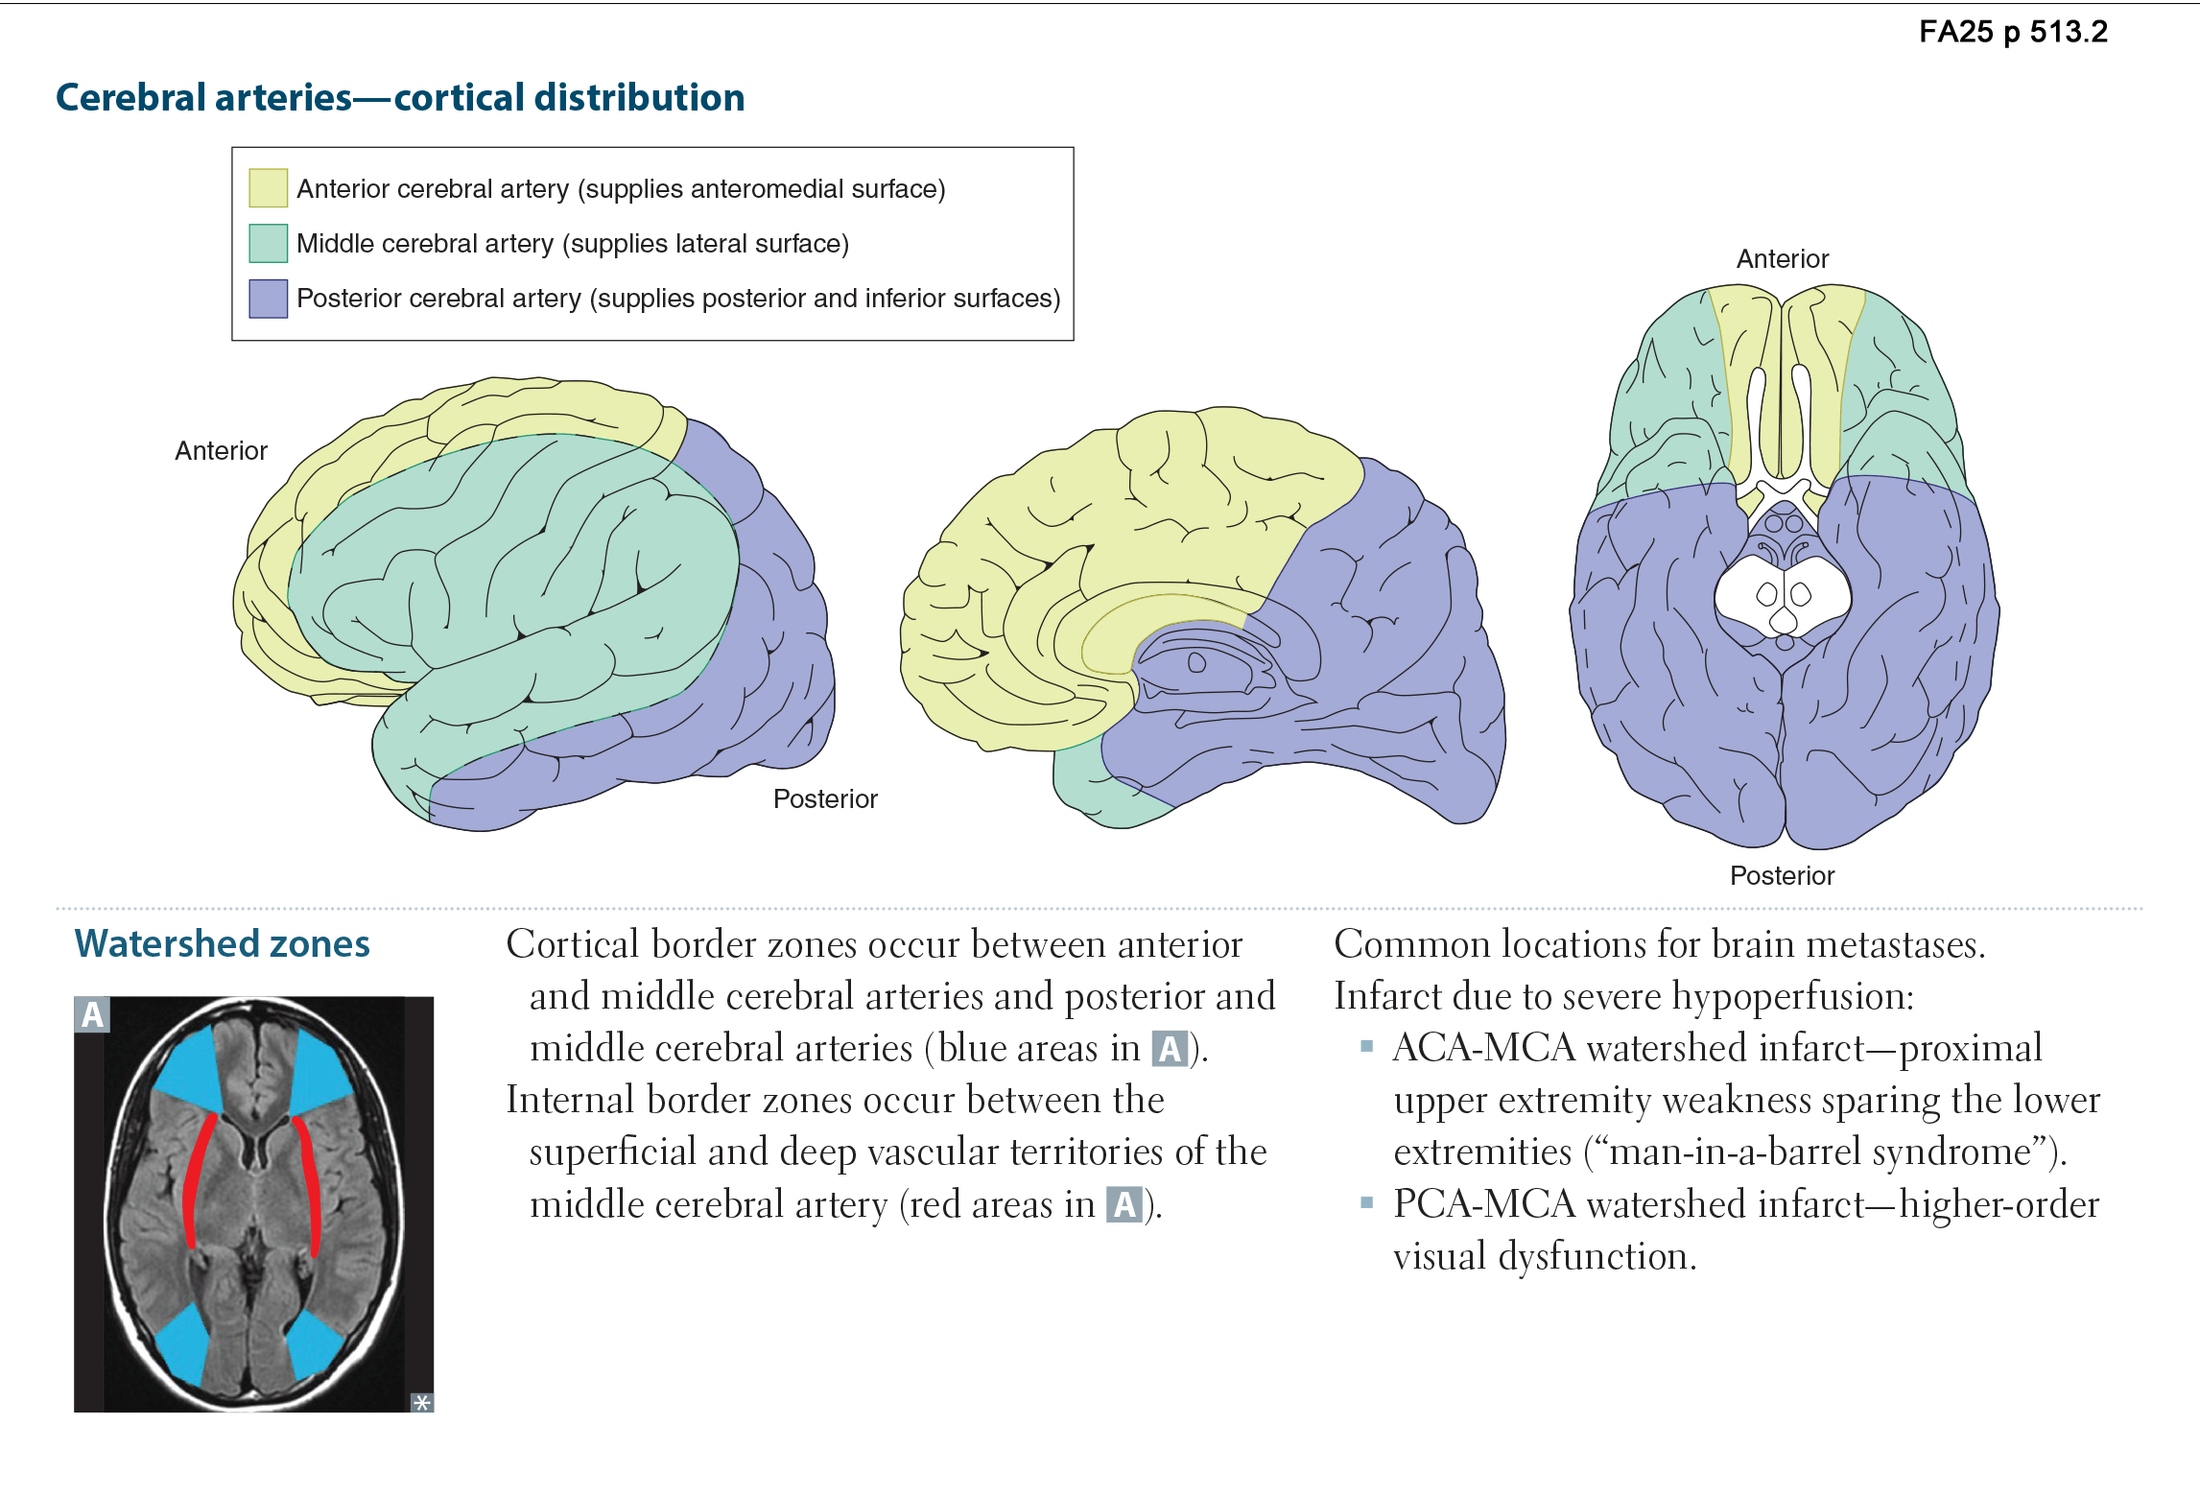 FA25 p 513.2
Cerebral arteries—cortical distribution
Anterior cerebral artery (supplies anteromedial surface)
Middle cerebral artery (supplies lateral surface)
Posterior cerebral artery (supplies posterior and inferior surfaces)
Anterior
Anterior
Posterior
Posterior
Watershed zones
A
*
Cortical border zones occur between anterior
and middle cerebral arteries and posterior and
middle cerebral arteries (blue areas in A).
Internal border zones occur between the
superficial and deep vascular territories of the
middle cerebral artery (red areas in A).
Common locations for brain metastases.
Infarct due to severe hypoperfusion:
▪ ACA-MCA watershed infarct—proximal
upper extremity weakness sparing the lower
extremities (“man-in-a-barrel syndrome”).
▪ PCA-MCA watershed infarct—higher-order
visual dysfunction.